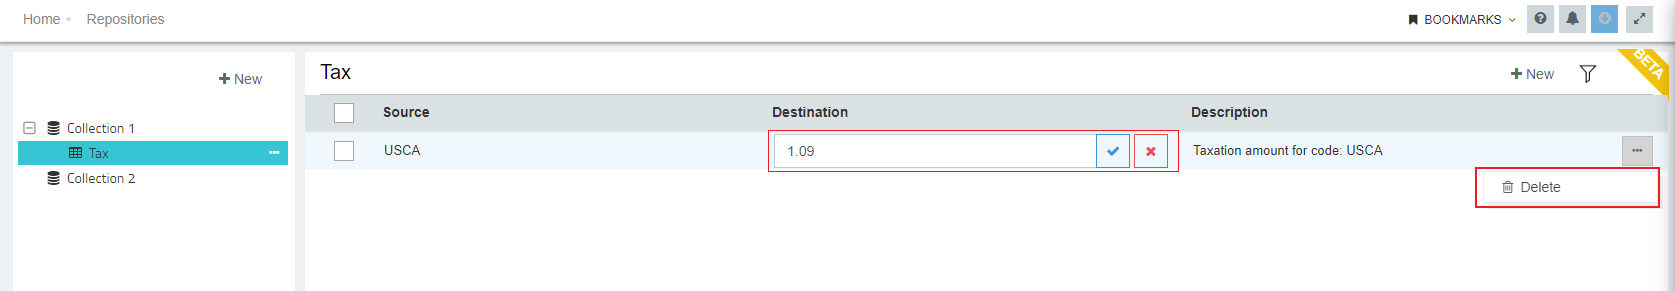 Home Repositories
BOOKMARKS
New
Collection 1
Tax
Collection 2
Tax
New
BETA
Source Destination Description
USCA 1.09 Taxation amount for code: USCA
Delete